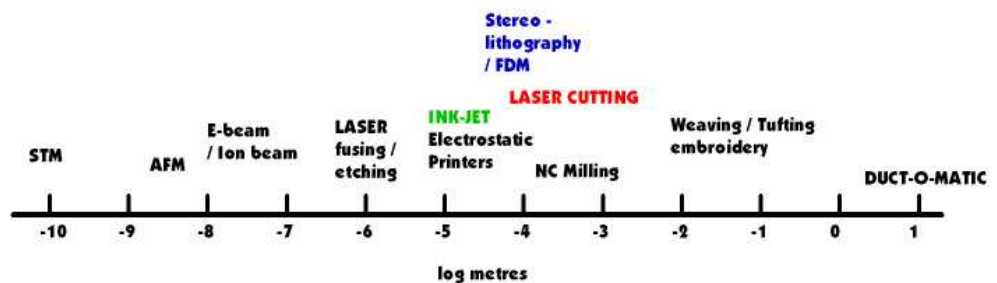 Stereo -
lithography
/ FDM
LASER CUTTING
INK-JET
Electrostatic
Printers
E-beam
/ Ion beam
LASER
fusing /
etching
Weaving / Tufting
embroidery
STM
AFM
NC Milling
DUCT-O-MATIC
-10 -9 -8 -7 -6 -5 -4 -3 -2 -1 0 1
log metres